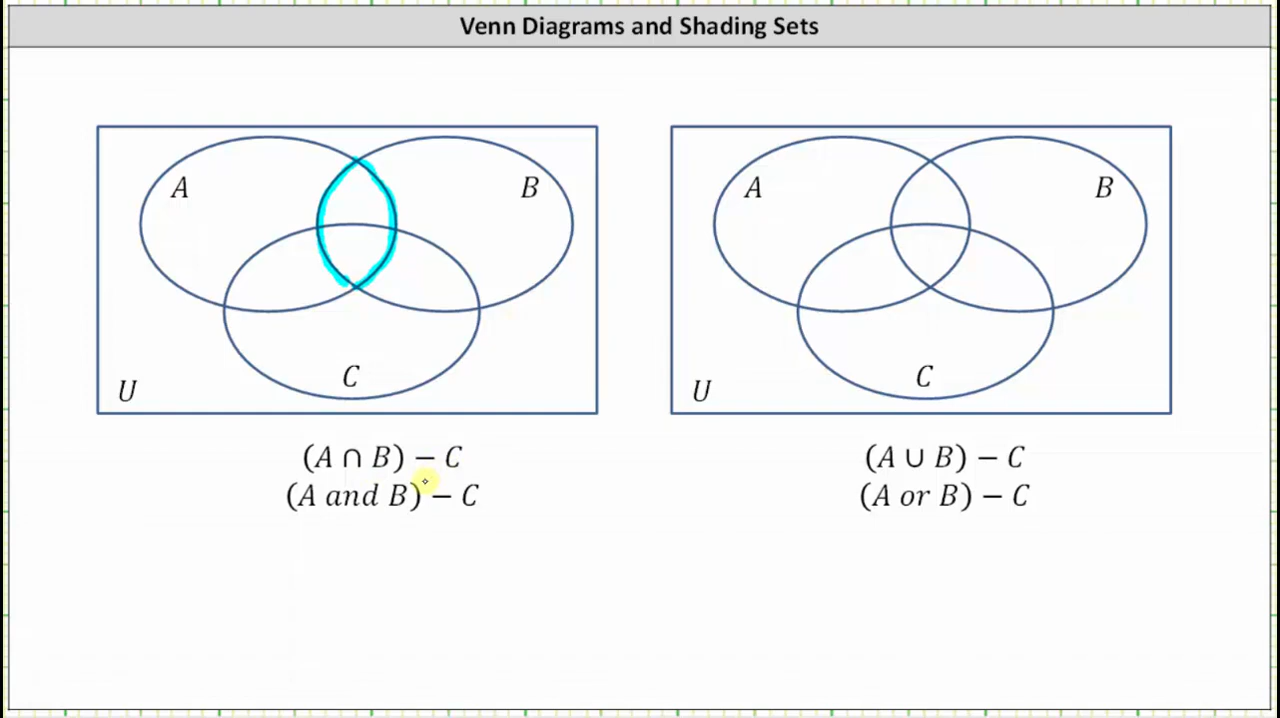 Venn Diagrams and Shading Sets
A
B
C
U
(A ∩ B) − C
(A and B) − C
A
B
C
U
(A ∪ B) − C
(A or B) − C